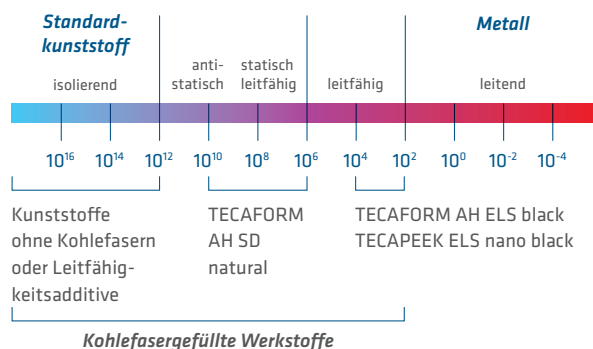 Standard-
kunststoff
Metall
isolierend
anti-
statisch
statisch
leitfähig
leitfähig
leitend
10¹⁶ 10¹⁴ 10¹² 10¹⁰ 10⁸ 10⁶ 10⁴ 10² 10⁰ 10⁻² 10⁻⁴
Kunststoffe
ohne Kohlefasern
oder Leitfähig-
keitsadditive
TECAFORM
AH SD
natural
TECAFORM AH ELS black
TECAPEEK ELS nano black
Kohlefasergefüllte Werkstoffe